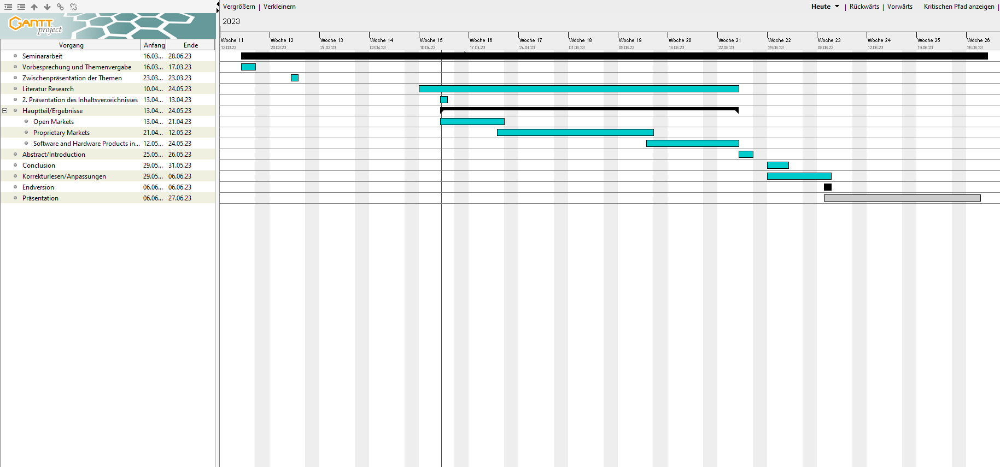 Vergrößern | Verkleinern
Heute | Rückwärts | Vorwärts Kritischen Pfad anzeigen |
GANTT project
2023
Woche 11 Woche 12 Woche 13 Woche 14 Woche 15 Woche 16 Woche 17 Woche 18 Woche 19 Woche 20 Woche 21 Woche 22 Woche 23 Woche 24 Woche 25 Woche 26
13.03.23 20.03.23 27.03.23 03.04.23 10.04.23 17.04.23 24.04.23 01.05.23 08.05.23 15.05.23 22.05.23 29.05.23 05.06.23 12.06.23 19.06.23 26.06.23
Vorgang Anfang Ende
Seminararbeit 16.03... 28.06.23
Vorbesprechung und Themenvergabe 16.03... 17.03.23
Zwischenpräsentation der Themen 23.03... 23.03.23
Literatur Research 10.04... 24.05.23
2. Präsentation des Inhaltsverzeichnisses 13.04... 13.04.23
Hauptteil/Ergebnisse 13.04... 24.05.23
Open Markets 13.04... 21.04.23
Proprietary Markets 21.04... 12.05.23
Software and Hardware Products in... 12.05... 24.05.23
Abstract/Introduction 25.05... 26.05.23
Conclusion 29.05... 31.05.23
Korrekturlesen/Anpassungen 29.05... 06.06.23
Endversion 06.06... 06.06.23
Präsentation 06.06... 27.06.23